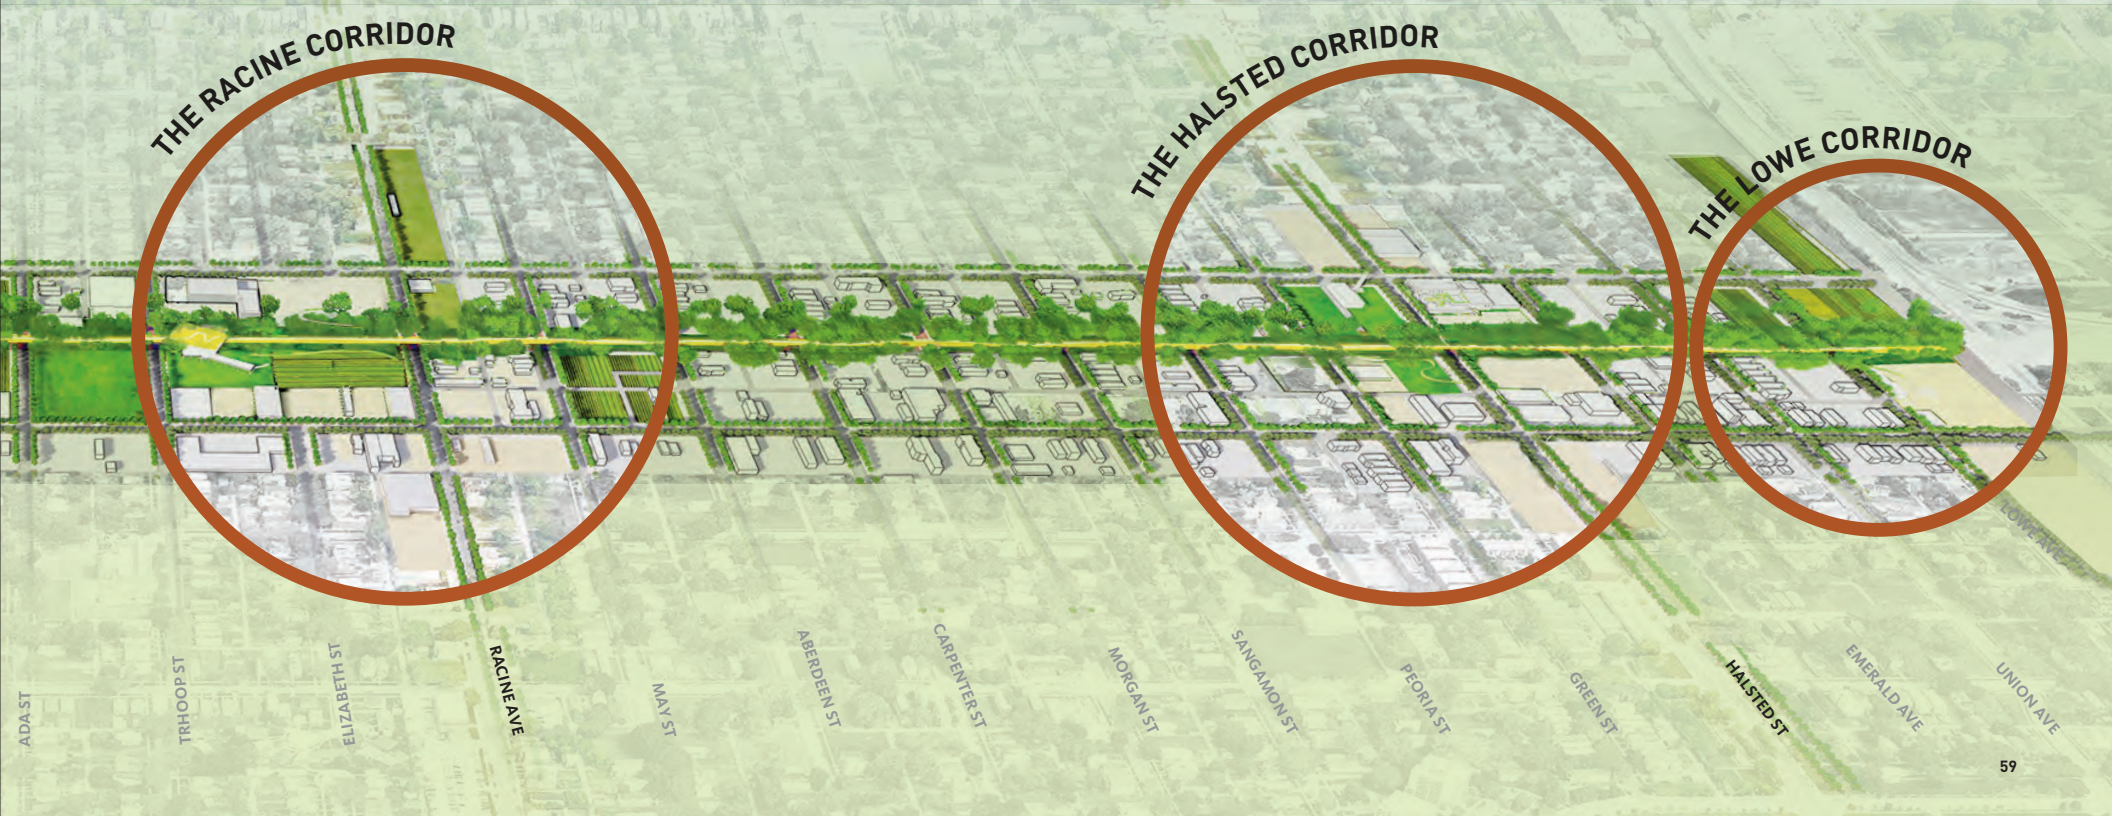 THE RACINE CORRIDOR
THE HALSTED CORRIDOR
THE LOWE CORRIDOR
LOWE AVE
ADA ST
TRHOOP ST
ELIZABETH ST
RACINE AVE
MAY ST
ABERDEEN ST
CARPENTER ST
MORGAN ST
SANGAMON ST
PEORIA ST
GREEN ST
HALSTED ST
EMERALD AVE
UNION AVE
59